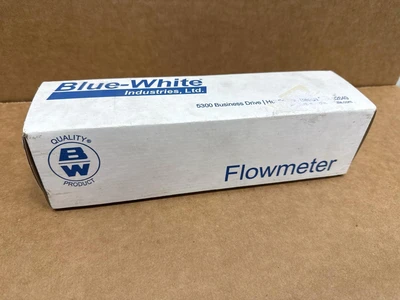 Blue-White®
Industries, Ltd.
5300 Business Drive |
QUALITY®
BW
PRODUCT
Flowmeter